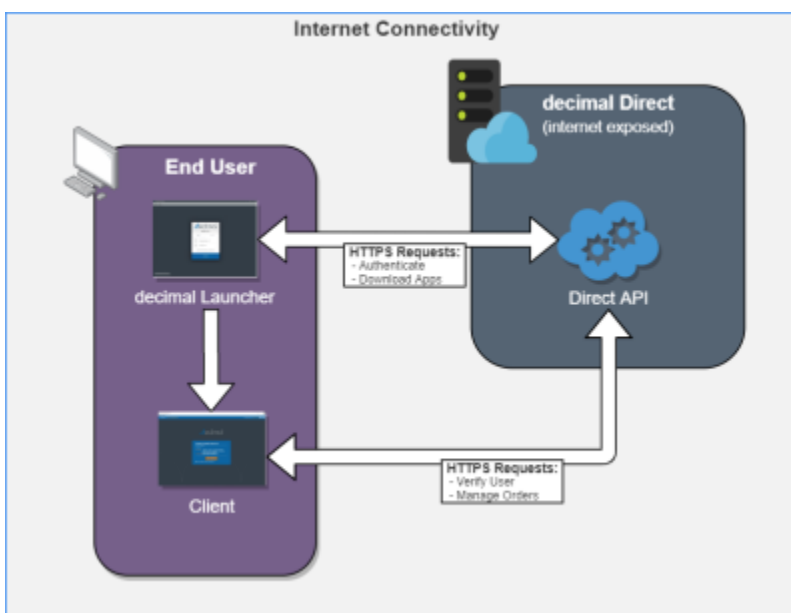 Internet Connectivity
decimal Direct
(internet exposed)
End User
HTTPS Requests:
- Authenticate
- Download Apps
decimal Launcher
Direct API
HTTPS Requests:
- Verify User
- Manage Orders
Client